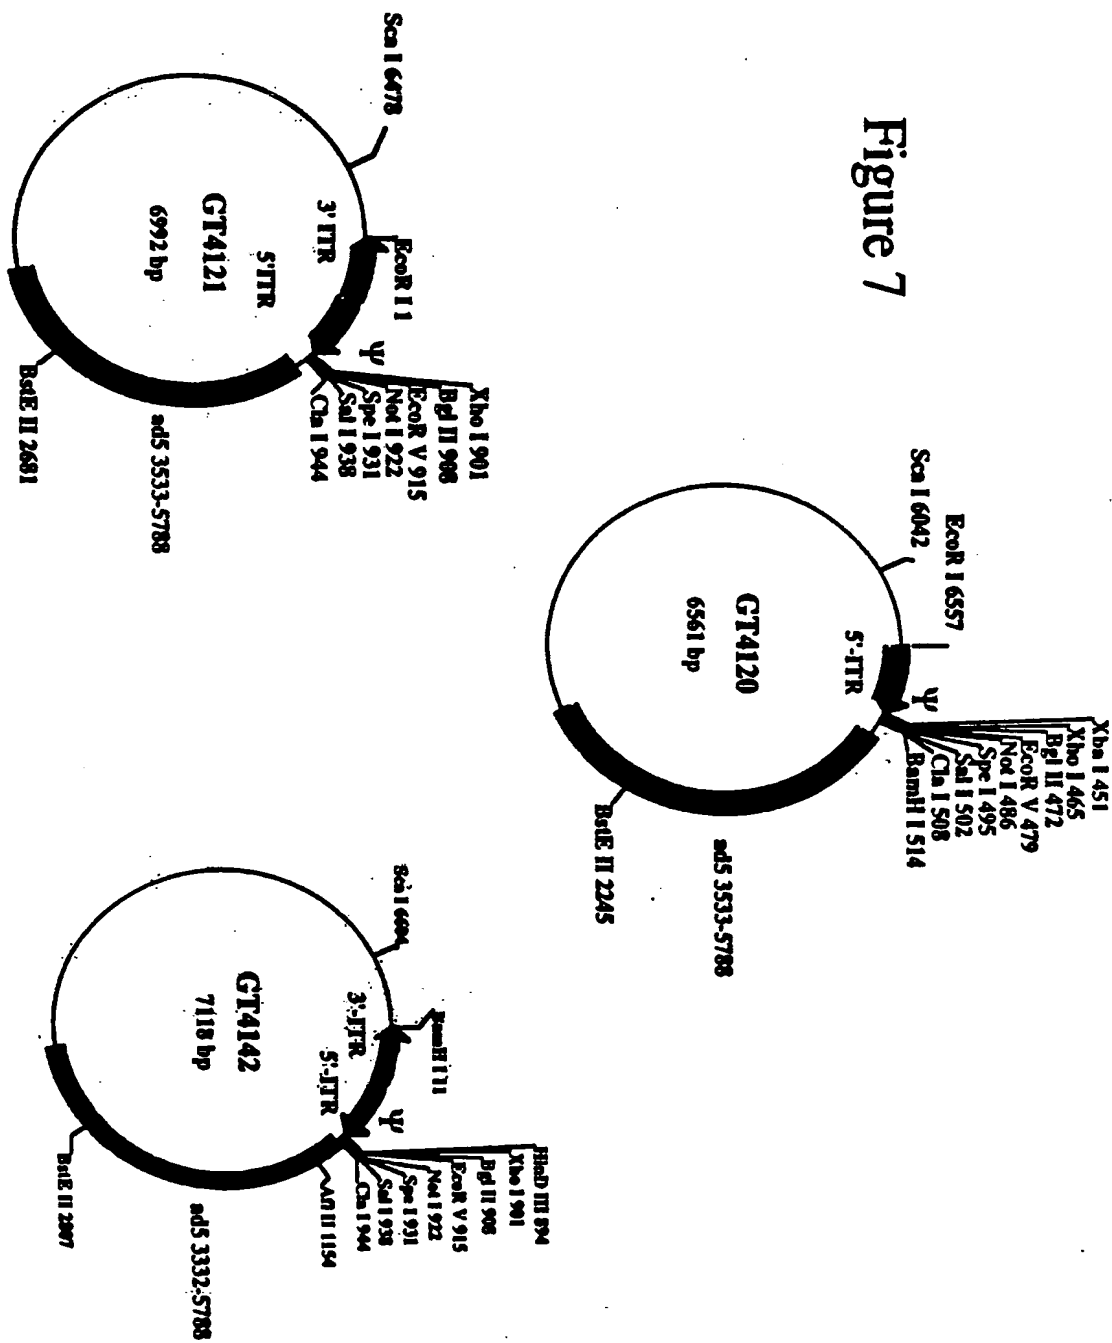 Figure 7
Xba I 451
Xho I 465
Bgl II 472
EcoR V 479
Not I 486
Spe I 495
Sal I 502
Cla I 508
BamH I 514
EcoR I 6557
Sca I 6042
Ψ
5'-ITR
GT4120
6561 bp
ad5 3533-5788
BstE II 2245
Xho I 901
Bgl II 908
EcoR V 915
Not I 922
Spe I 931
Sal I 938
Cla I 944
Sca I 6478
EcoR I 1
Ψ
3' ITR
5'ITR
GT4121
6992 bp
ad5 3533-5788
BstE II 2681
HinD III 894
Xho I 901
Bgl II 908
EcoR V 915
Not I 922
Spe I 931
Sal I 938
Cla I 944
Afl II 1154
BamH I
Sca I 6604
Ψ
3'-ITR
5'-ITR
GT4142
7118 bp
ad5 3332-5788
BstE II 2807